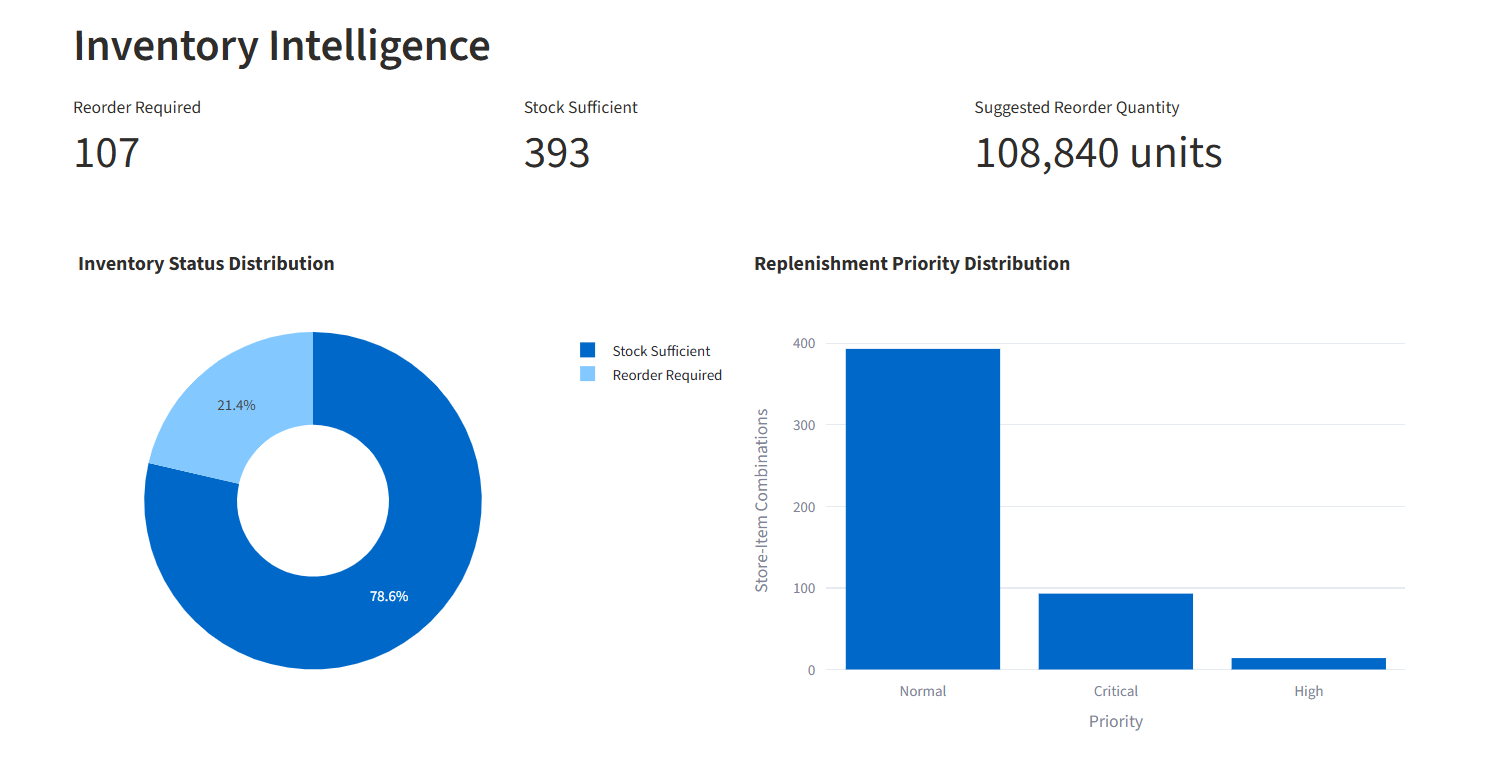 Inventory Intelligence
Reorder Required
107
Stock Sufficient
393
Suggested Reorder Quantity
108,840 units
Inventory Status Distribution
Stock Sufficient
Reorder Required
21.4%
78.6%
Replenishment Priority Distribution
Store-Item Combinations
400
300
200
100
0
Normal
Critical
High
Priority